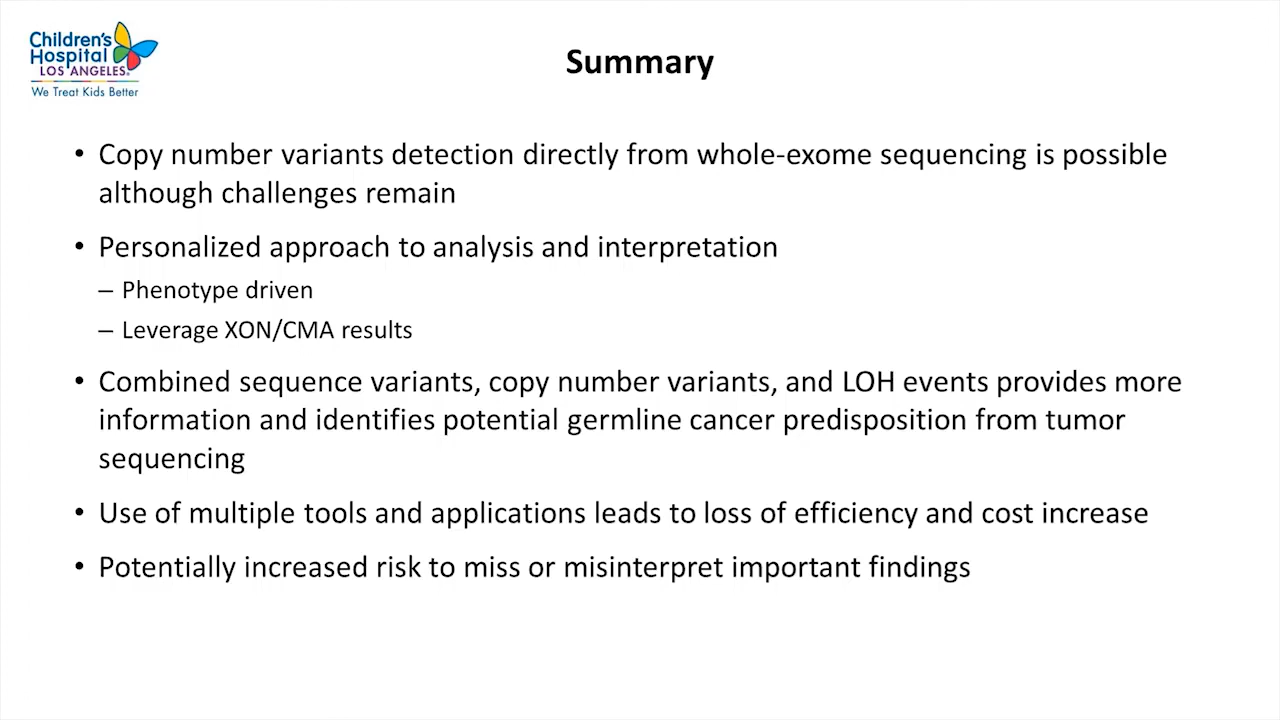 Children's
Hospital
LOS ANGELES®
We Treat Kids Better
Summary
• Copy number variants detection directly from whole-exome sequencing is possible
although challenges remain
• Personalized approach to analysis and interpretation
– Phenotype driven
– Leverage XON/CMA results
• Combined sequence variants, copy number variants, and LOH events provides more
information and identifies potential germline cancer predisposition from tumor
sequencing
• Use of multiple tools and applications leads to loss of efficiency and cost increase
• Potentially increased risk to miss or misinterpret important findings